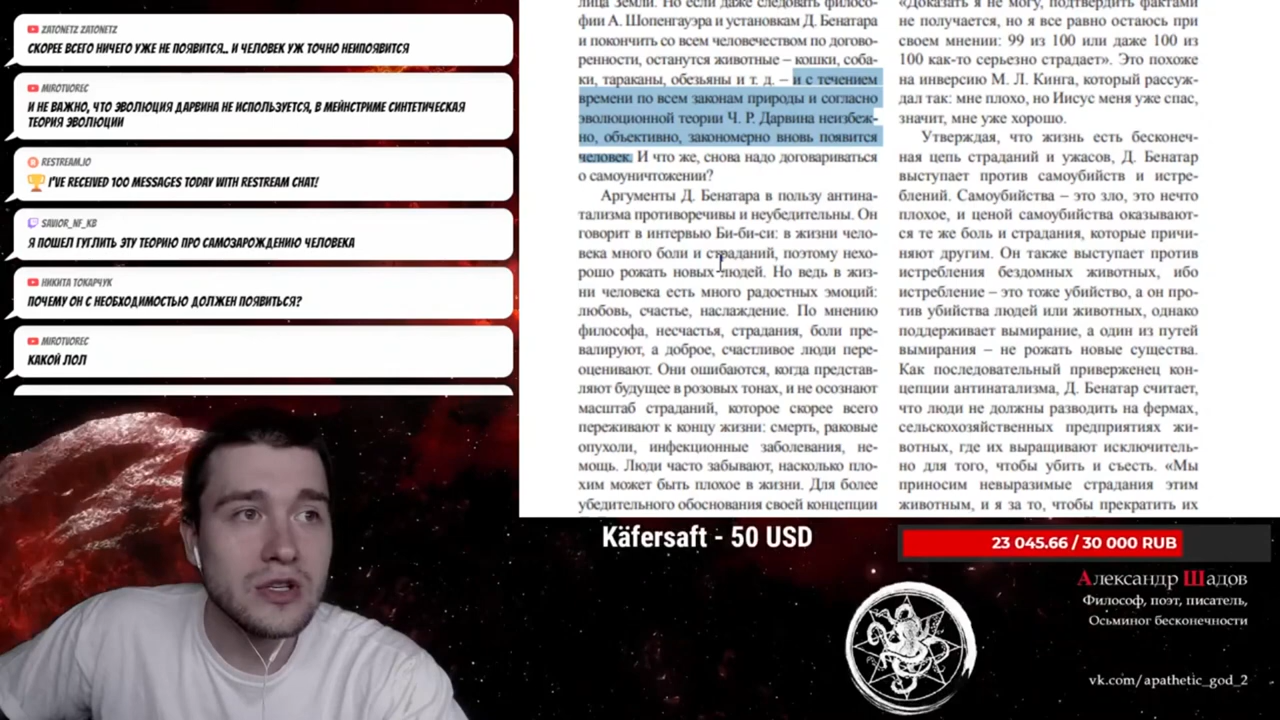 ZATONETZ ZATONETZ
СКОРЕЕ ВСЕГО НИЧЕГО УЖЕ НЕ ПОЯВИТСЯ.. И ЧЕЛОВЕК УЖ ТОЧНО НЕИПОЯВИТСЯ
MIROTVOREC
И НЕ ВАЖНО, ЧТО ЭВОЛЮЦИЯ ДАРВИНА НЕ ИСПОЛЬЗУЕТСЯ, В МЕЙНСТРИМЕ СИНТЕТИЧЕСКАЯ
ТЕОРИЯ ЭВОЛЮЦИИ
RESTREAM.IO
I'VE RECEIVED 100 MESSAGES TODAY WITH RESTREAM CHAT!
SAVIOR_NF_KB
Я ПОШЕЛ ГУГЛИТЬ ЭТУ ТЕОРИЮ ПРО САМОЗАРОЖДЕНИЮ ЧЕЛОВЕКА
НИКИТА ТОКАРЧУК
ПОЧЕМУ ОН С НЕОБХОДИМОСТЬЮ ДОЛЖЕН ПОЯВИТЬСЯ?
MIROTVOREC
КАКОЙ ЛОЛ
лица Земли. Но если даже следовать филосо-
фии А. Шопенгауэра и установкам Д. Бенатара
и покончить со всем человечеством по догово-
ренности, останутся животные – кошки, соба-
ки, тараканы, обезьяны и т. д. – и с течением
времени по всем законам природы и согласно
эволюционной теории Ч. Р. Дарвина неизбеж-
но, объективно, закономерно вновь появится
человек. И что же, снова надо договариваться
о самоуничтожении?
Аргументы Д. Бенатара в пользу антина-
тализма противоречивы и неубедительны. Он
говорит в интервью Би-би-си: в жизни чело-
века много боли и страданий, поэтому нехо-
рошо рожать новых людей. Но ведь в жиз-
ни человека есть много радостных эмоций:
любовь, счастье, наслаждение. По мнению
философа, несчастья, страдания, боли пре-
валируют, а доброе, счастливое люди пере-
оценивают. Они ошибаются, когда представ-
ляют будущее в розовых тонах, и не осознают
масштаб страданий, которое скорее всего
переживают к концу жизни: смерть, раковые
опухоли, инфекционные заболевания, не-
мощь. Люди часто забывают, насколько пло-
хим может быть плохое в жизни. Для более
убедительного обоснования своей концепции
«Доказать я не могу, подтвердить фактами
не получается, но я все равно остаюсь при
своем мнении: 99 из 100 или даже 100 из
100 как-то серьезно страдает». Это похоже
на инверсию М. Л. Кинга, который рассуж-
дал так: мне плохо, но Иисус меня уже спас,
значит, мне уже хорошо.
Утверждая, что жизнь есть бесконеч-
ная цепь страданий и ужасов, Д. Бенатар
выступает против самоубийств и истре-
блений. Самоубийства – это зло, это нечто
плохое, и ценой самоубийства оказывают-
ся те же боль и страдания, которые причи-
няют другим. Он также выступает против
истребления бездомных животных, ибо
истребление – это тоже убийство, а он про-
тив убийства людей или животных, однако
поддерживает вымирание, а один из путей
вымирания – не рожать новые существа.
Как последовательный приверженец кон-
цепции антинатализма, Д. Бенатар считает,
что люди не должны разводить на фермах,
сельскохозяйственных предприятиях жи-
вотных, где их выращивают исключитель-
но для того, чтобы убить и съесть. «Мы
приносим невыразимые страдания этим
животным, и я за то, чтобы прекратить их
Käfersaft - 50 USD
23 045.66 / 30 000 RUB
Александр Шадов
Философ, поэт, писатель,
Осьминог бесконечности
vk.com/apathetic_god_2